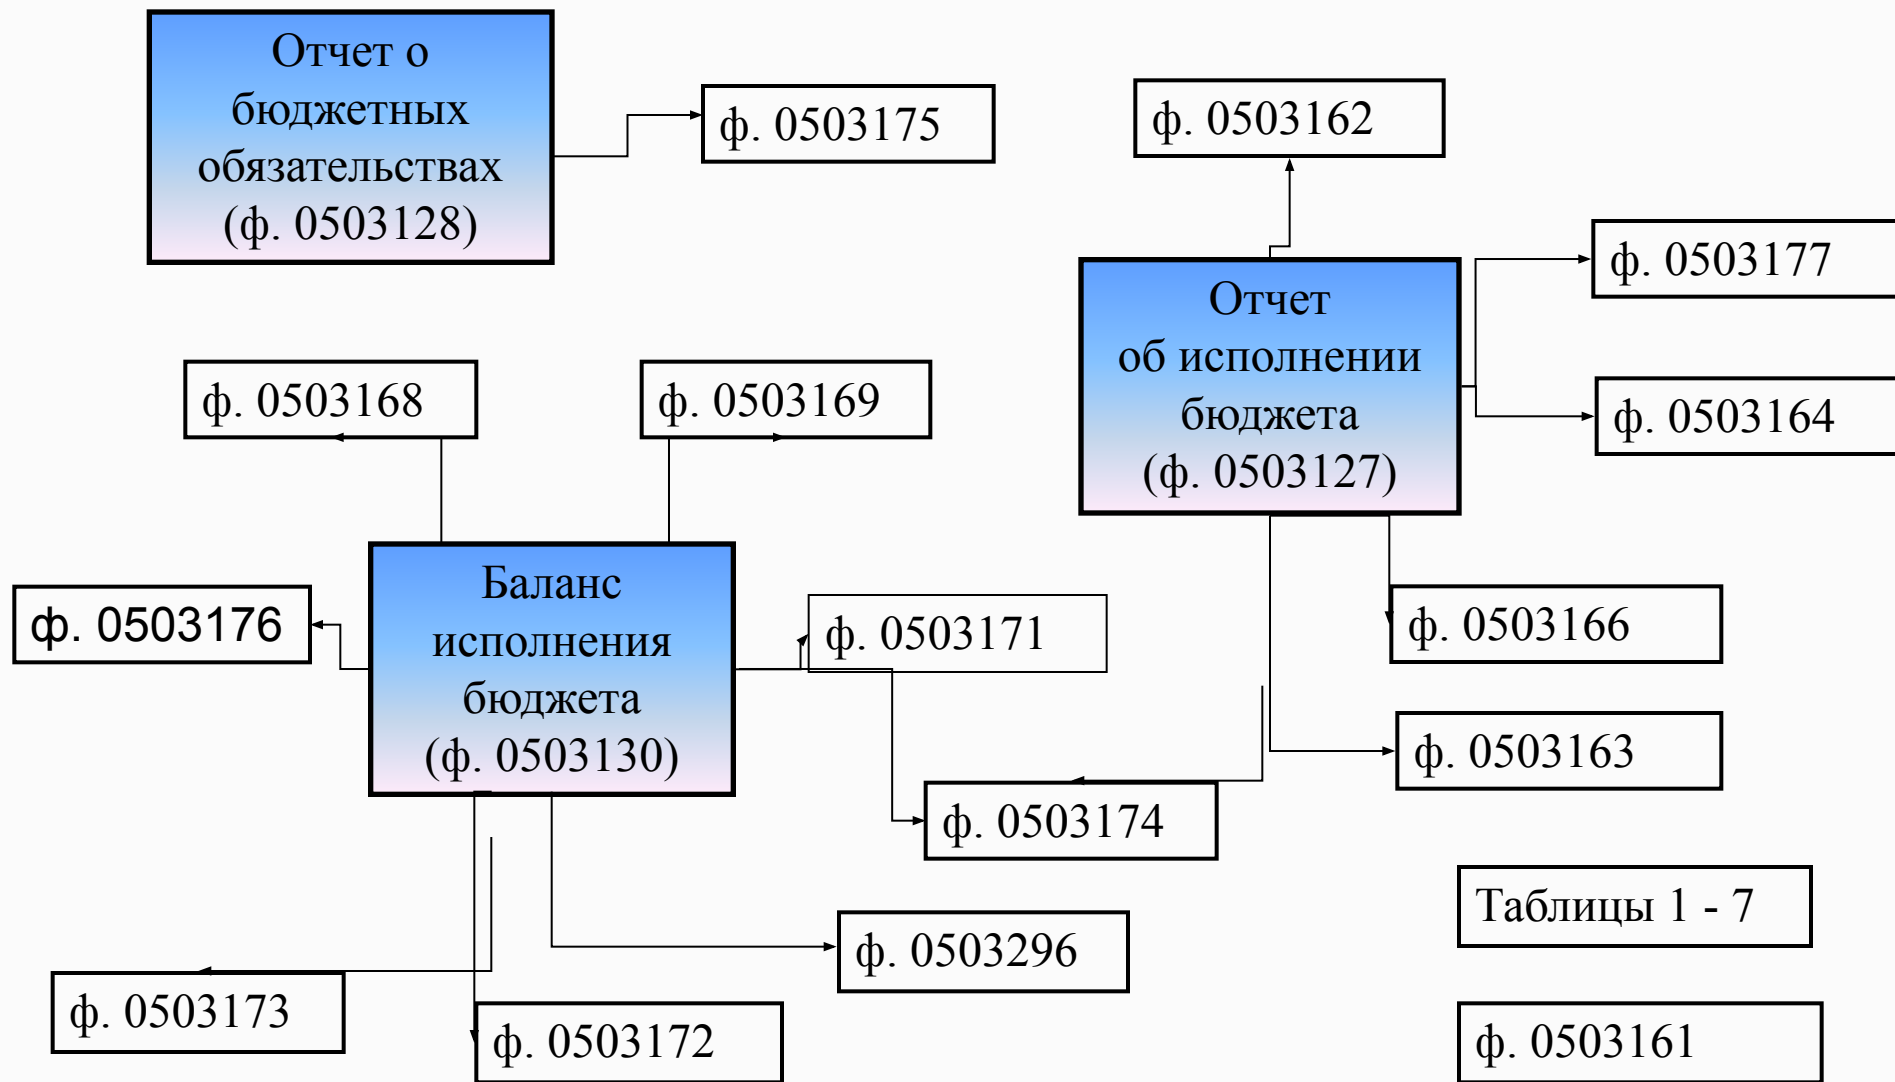 Отчет о
бюджетных
обязательствах
(ф. 0503128)
ф. 0503175
ф. 0503162
ф. 0503177
Отчет
об исполнении
бюджета
(ф. 0503127)
ф. 0503164
ф. 0503168
ф. 0503169
ф. 0503176
Баланс
исполнения
бюджета
(ф. 0503130)
ф. 0503171
ф. 0503166
ф. 0503163
ф. 0503174
Таблицы 1 - 7
ф. 0503296
ф. 0503173
ф. 0503172
ф. 0503161